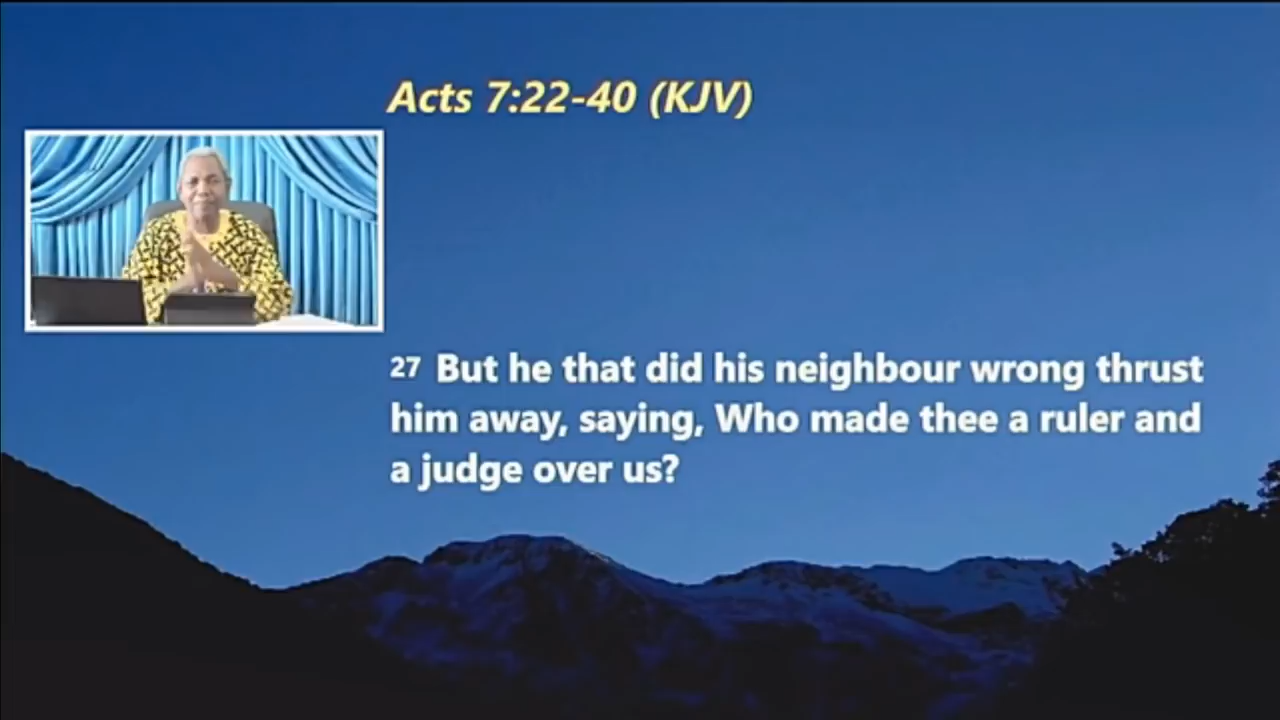 Acts 7:22-40 (KJV)
27 But he that did his neighbour wrong thrust
him away, saying, Who made thee a ruler and
a judge over us?